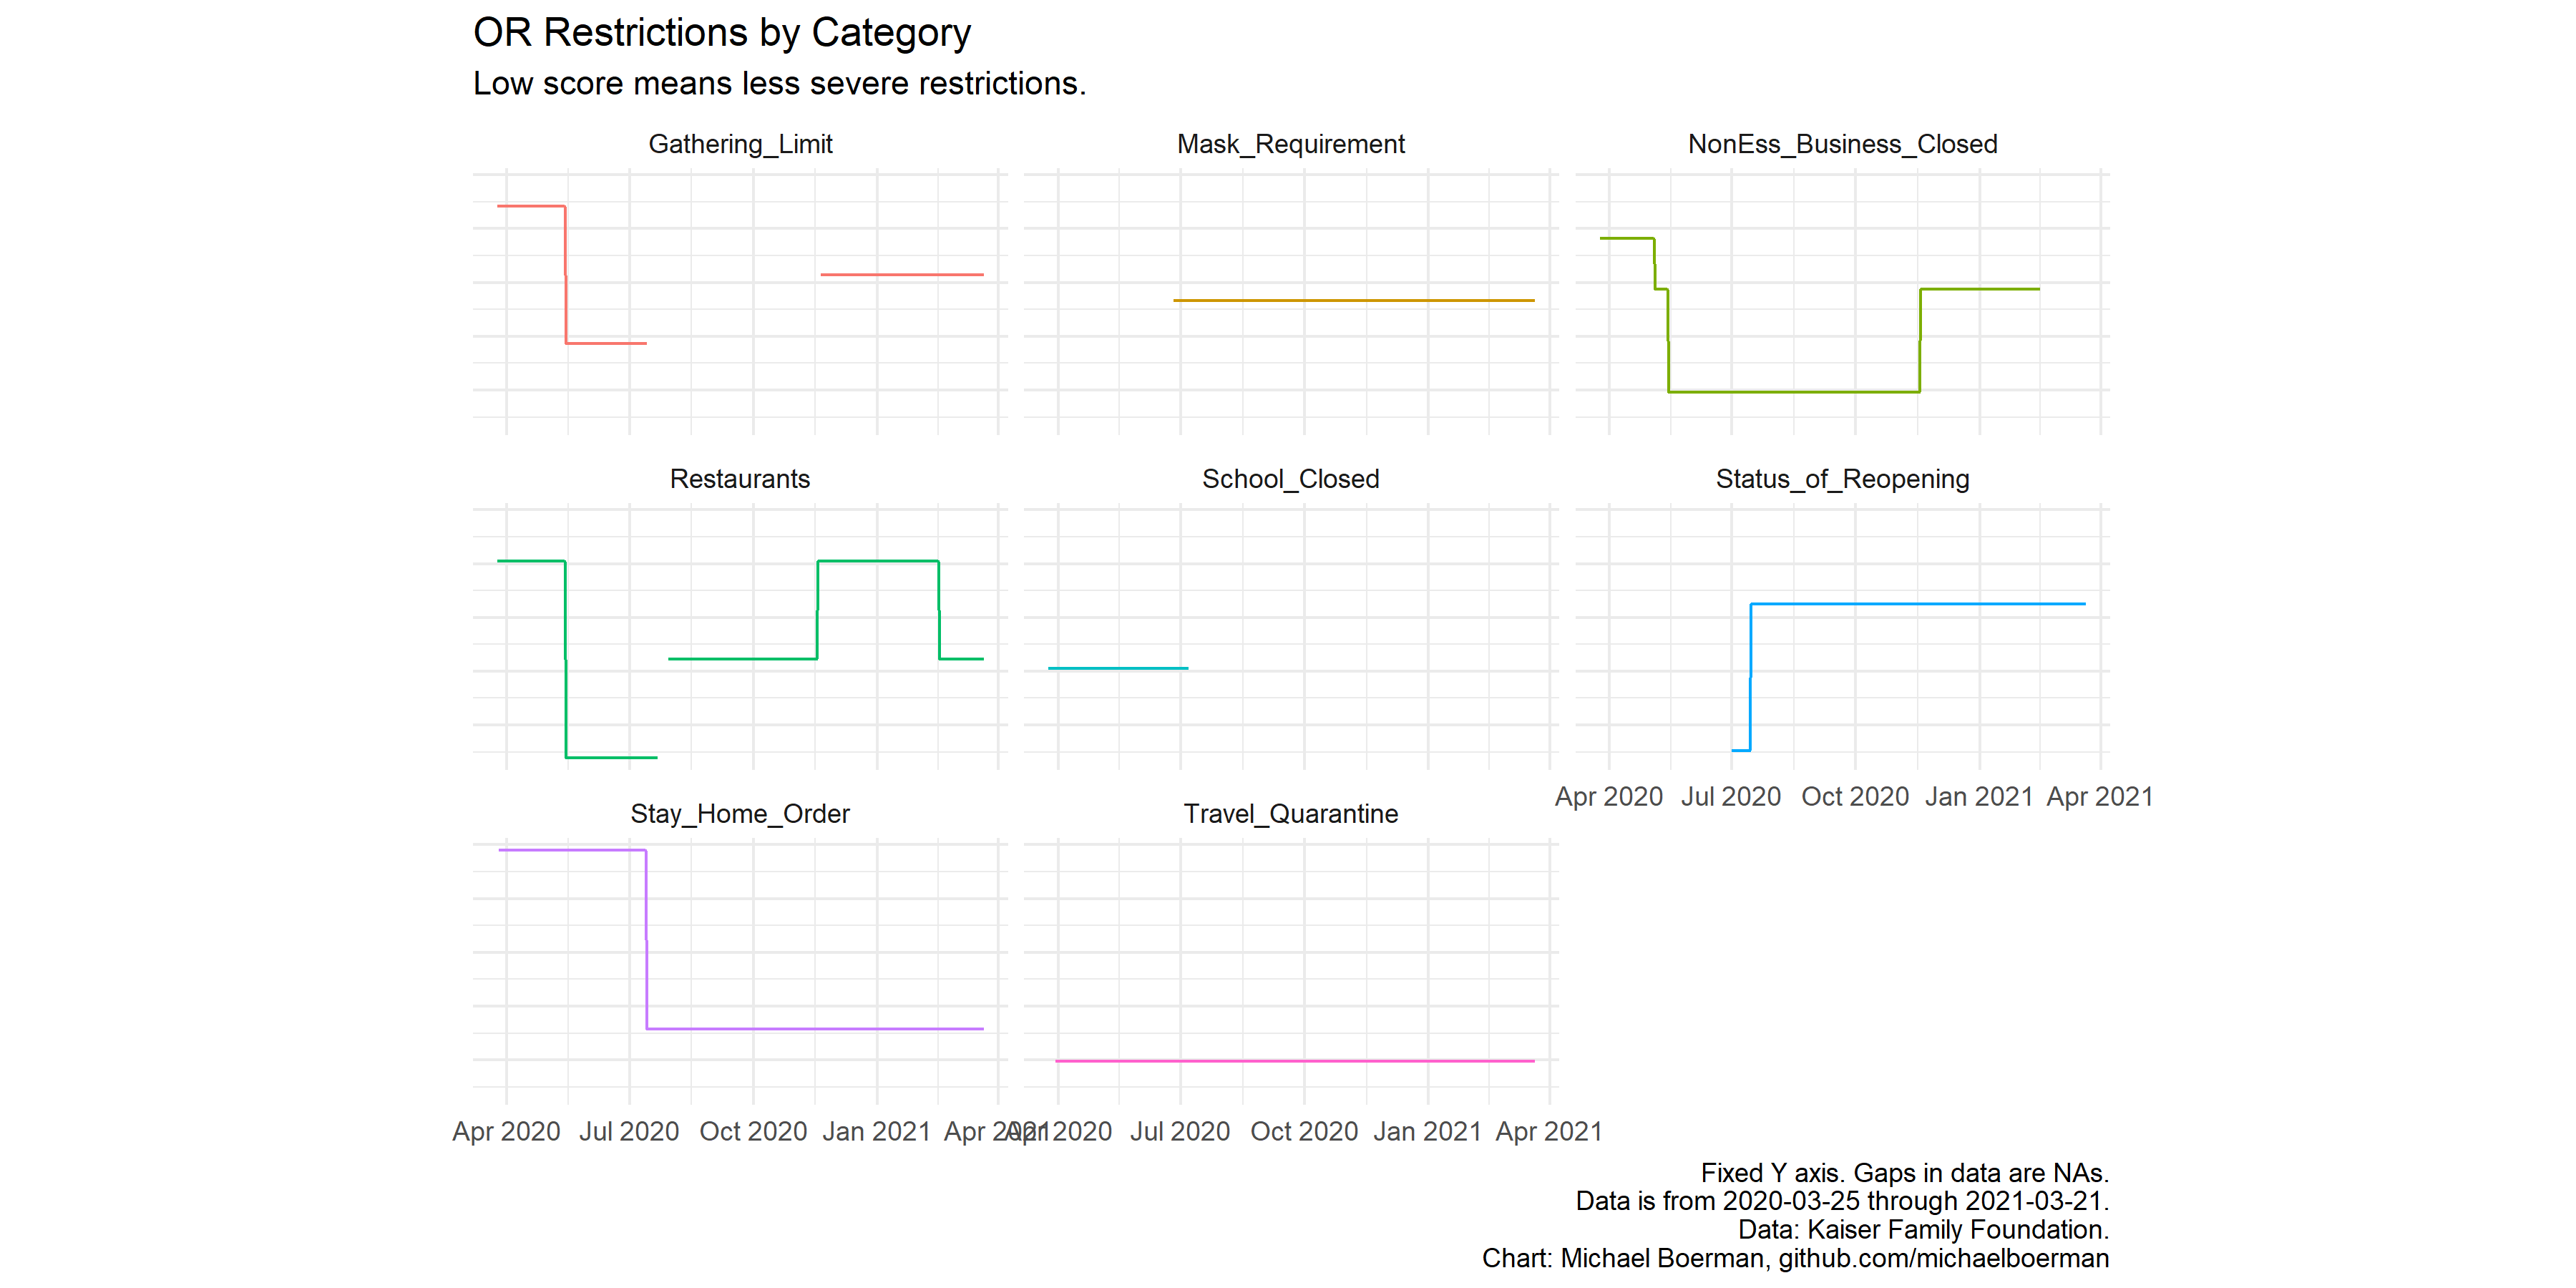 OR Restrictions by Category
Low score means less severe restrictions.
Gathering_Limit
Mask_Requirement
NonEss_Business_Closed
Restaurants
School_Closed
Status_of_Reopening
Apr 2020 Jul 2020 Oct 2020 Jan 2021 Apr 2021
Stay_Home_Order
Travel_Quarantine
Apr 2020 Jul 2020 Oct 2020 Jan 2021 Apr 2021
Apr 2020 Jul 2020 Oct 2020 Jan 2021 Apr 2021
Fixed Y axis. Gaps in data are NAs.
Data is from 2020-03-25 through 2021-03-21.
Data: Kaiser Family Foundation.
Chart: Michael Boerman, github.com/michaelboerman